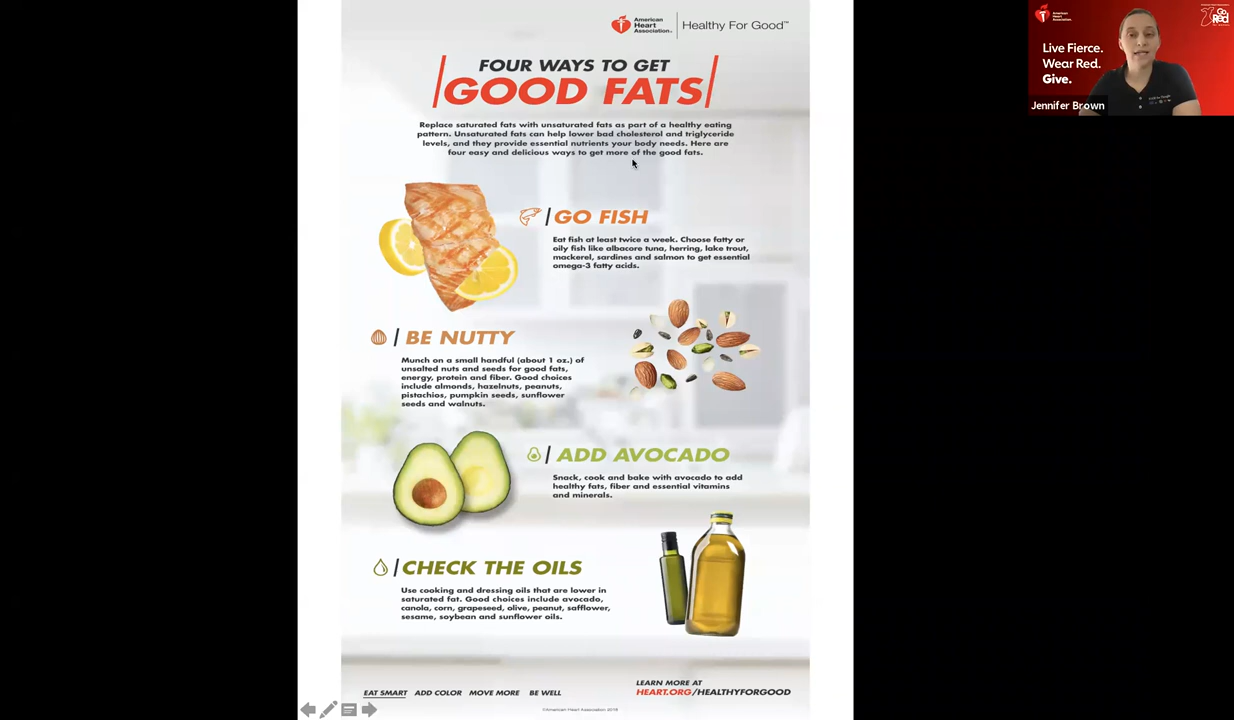 American
Heart
Association®
Healthy For Good™
FOUR WAYS TO GET
GOOD FATS
Replace saturated fats with unsaturated fats as part of a healthy eating
pattern. Unsaturated fats can help lower bad cholesterol and triglyceride
levels, and they provide essential nutrients your body needs. Here are
four easy and delicious ways to get more of the good fats.
GO FISH
Eat fish at least twice a week. Choose fatty or
oily fish like albacore tuna, herring, lake trout,
mackerel, sardines and salmon to get essential
omega-3 fatty acids.
BE NUTTY
Munch on a small handful (about 1 oz.) of
unsalted nuts and seeds for good fats,
energy, protein and fiber. Good choices
include almonds, hazelnuts, peanuts,
pistachios, pumpkin seeds, sunflower
seeds and walnuts.
ADD AVOCADO
Snack, cook and bake with avocado to add
healthy fats, fiber and essential vitamins
and minerals.
CHECK THE OILS
Use cooking and dressing oils that are lower in
saturated fat. Good choices include avocado,
canola, corn, grapeseed, olive, peanut, safflower,
sesame, soybean and sunflower oils.
EAT SMART ADD COLOR MOVE MORE BE WELL
LEARN MORE AT
HEART.ORG/HEALTHYFORGOOD
©American Heart Association 2018
American
Heart
Association.
Go
Red
Live Fierce.
Wear Red.
Give.
Jennifer Brown